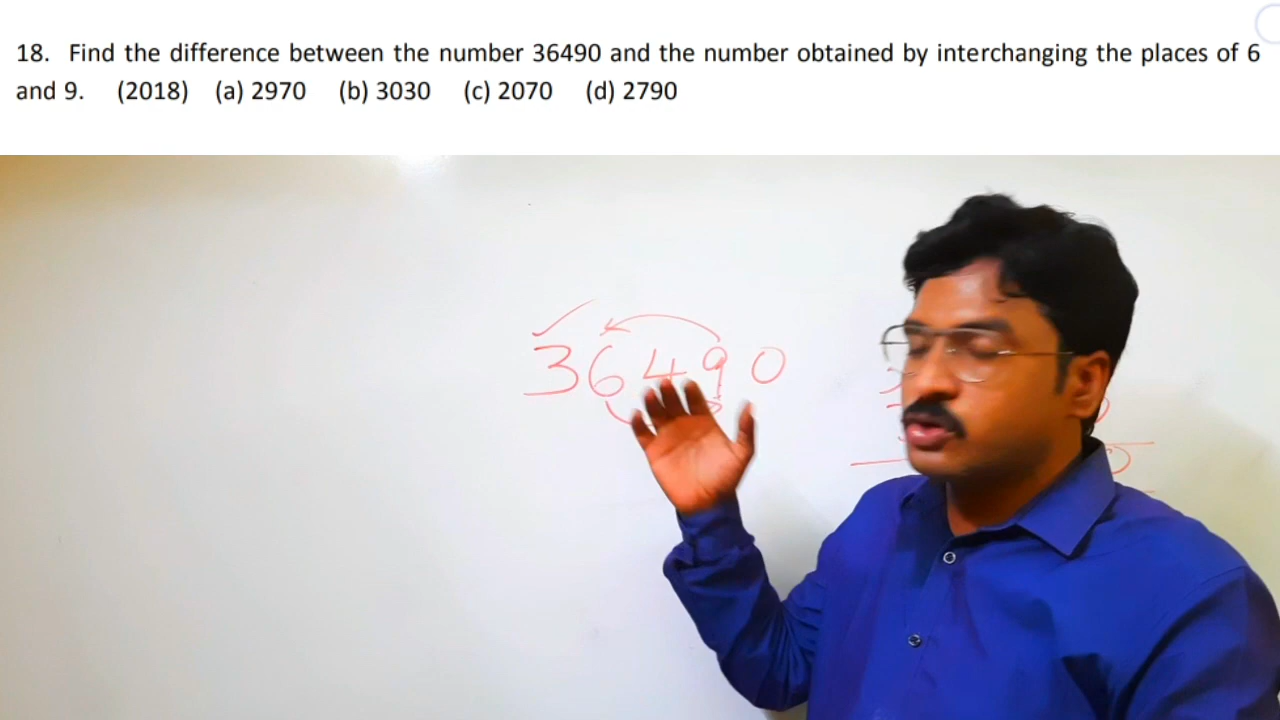 18. Find the difference between the number 36490 and the number obtained by interchanging the places of 6
and 9. (2018) (a) 2970 (b) 3030 (c) 2070 (d) 2790
36490